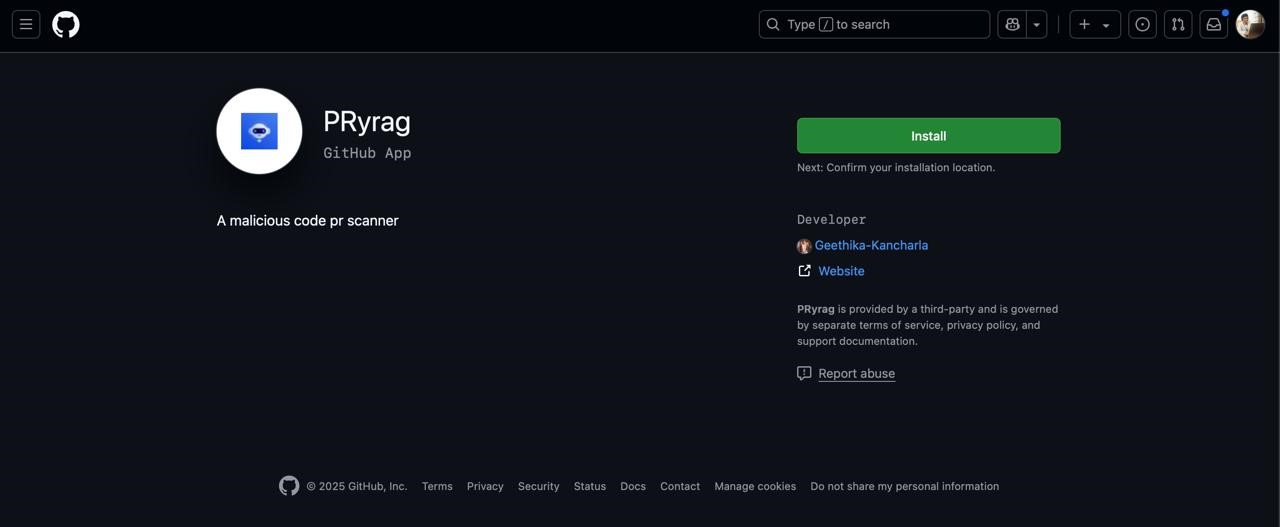 Type / to search
PRyrag
GitHub App
A malicious code pr scanner
Install
Next: Confirm your installation location.
Developer
Geethika-Kancharla
Website
PRyrag is provided by a third-party and is governed
by separate terms of service, privacy policy, and
support documentation.
Report abuse
© 2025 GitHub, Inc. Terms Privacy Security Status Docs Contact Manage cookies Do not share my personal information